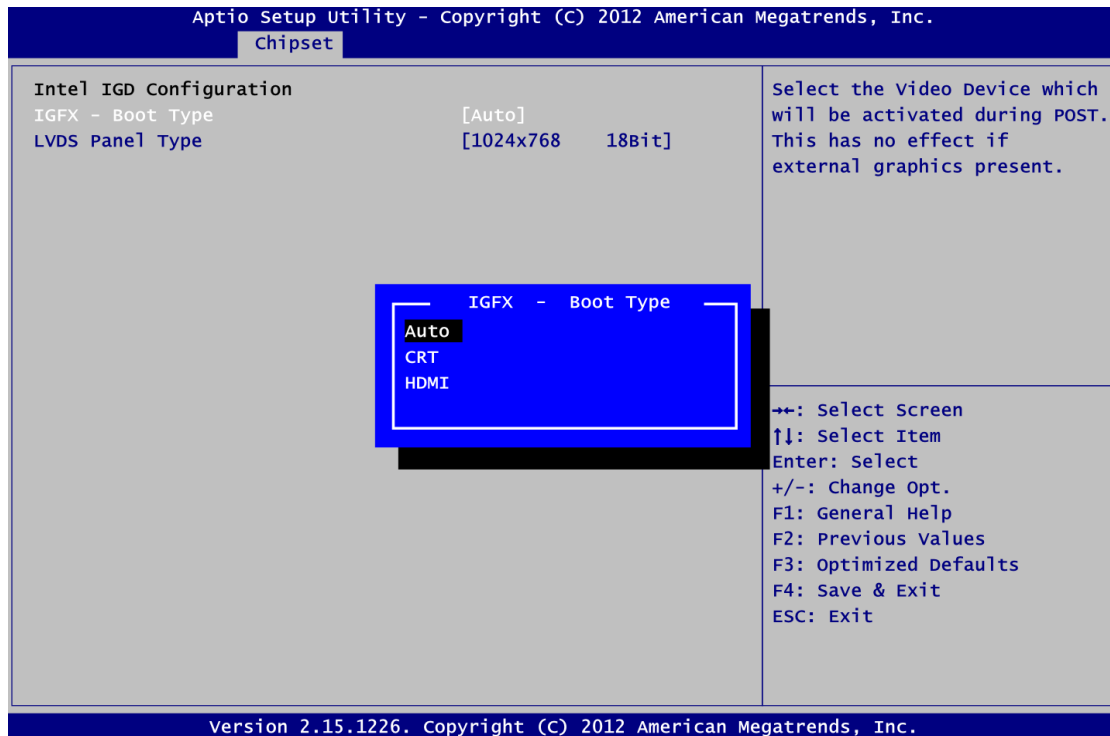 Aptio Setup Utility - Copyright (C) 2012 American Megatrends, Inc.
Chipset
Intel IGD Configuration
IGFX - Boot Type [Auto]
LVDS Panel Type [1024x768 18Bit]
Select the Video Device which
will be activated during POST.
This has no effect if
external graphics present.
IGFX - Boot Type
Auto
CRT
HDMI
→←: Select Screen
↑↓: Select Item
Enter: Select
+/-: Change Opt.
F1: General Help
F2: Previous Values
F3: Optimized Defaults
F4: Save & Exit
ESC: Exit
Version 2.15.1226. Copyright (C) 2012 American Megatrends, Inc.